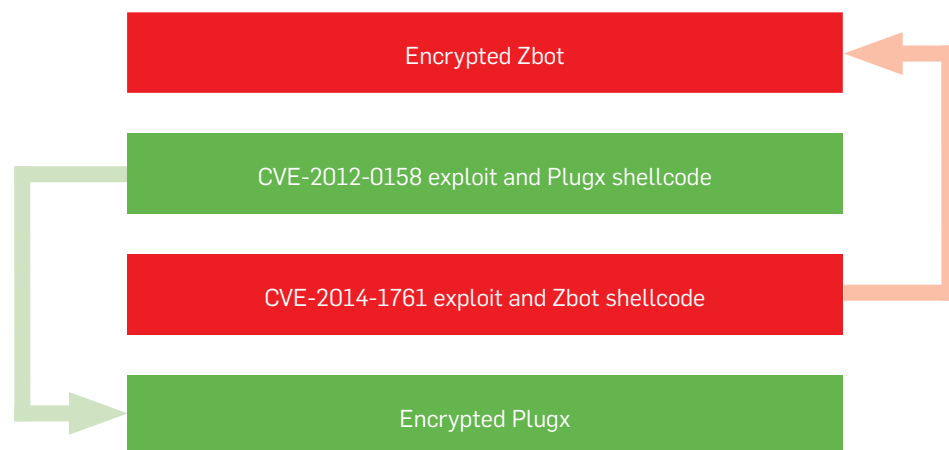 Encrypted Zbot
CVE-2012-0158 exploit and Plugx shellcode
CVE-2014-1761 exploit and Zbot shellcode
Encrypted Plugx